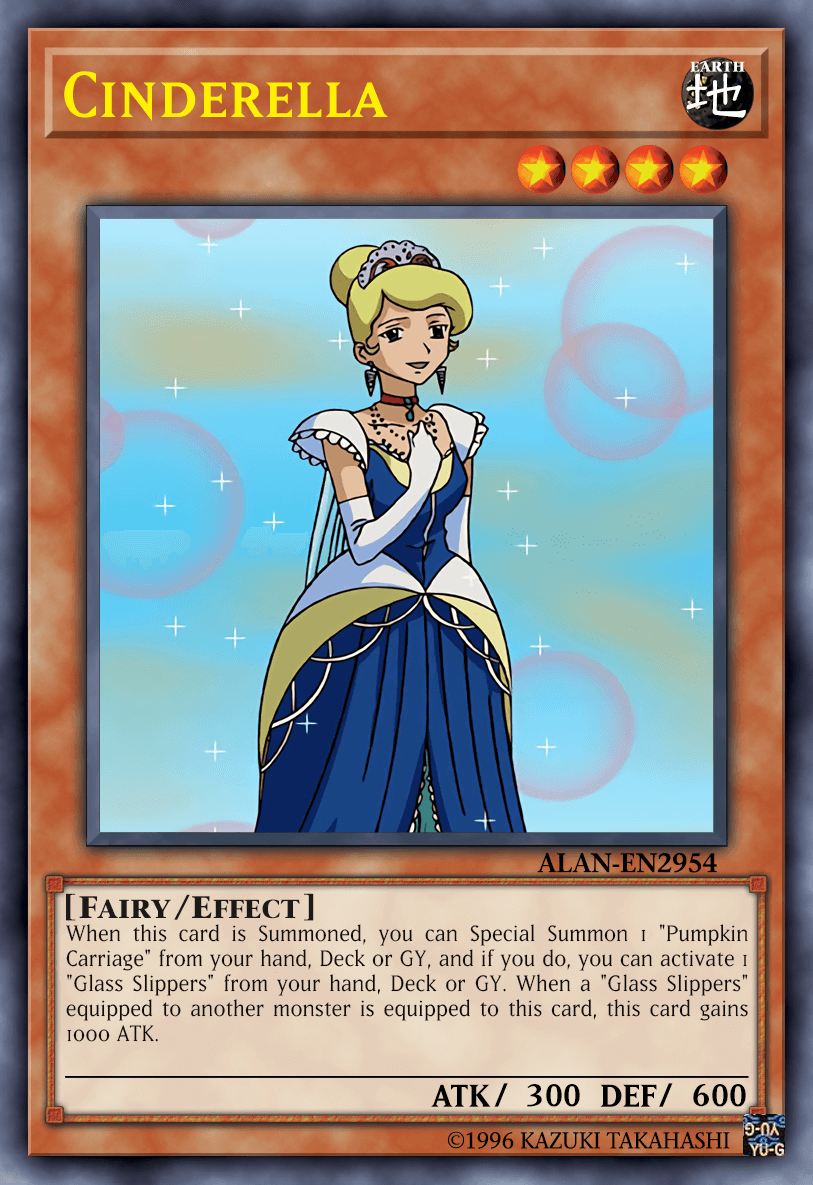 CINDERELLA
EARTH
地
ALAN-EN2954
[FAIRY/EFFECT]
When this card is Summoned, you can Special Summon 1 "Pumpkin
Carriage" from your hand, Deck or GY, and if you do, you can activate 1
"Glass Slippers" from your hand, Deck or GY. When a "Glass Slippers"
equipped to another monster is equipped to this card, this card gains
1000 ATK.
ATK/ 300 DEF/ 600
©1996 KAZUKI TAKAHASHI
YU-G
YU-G